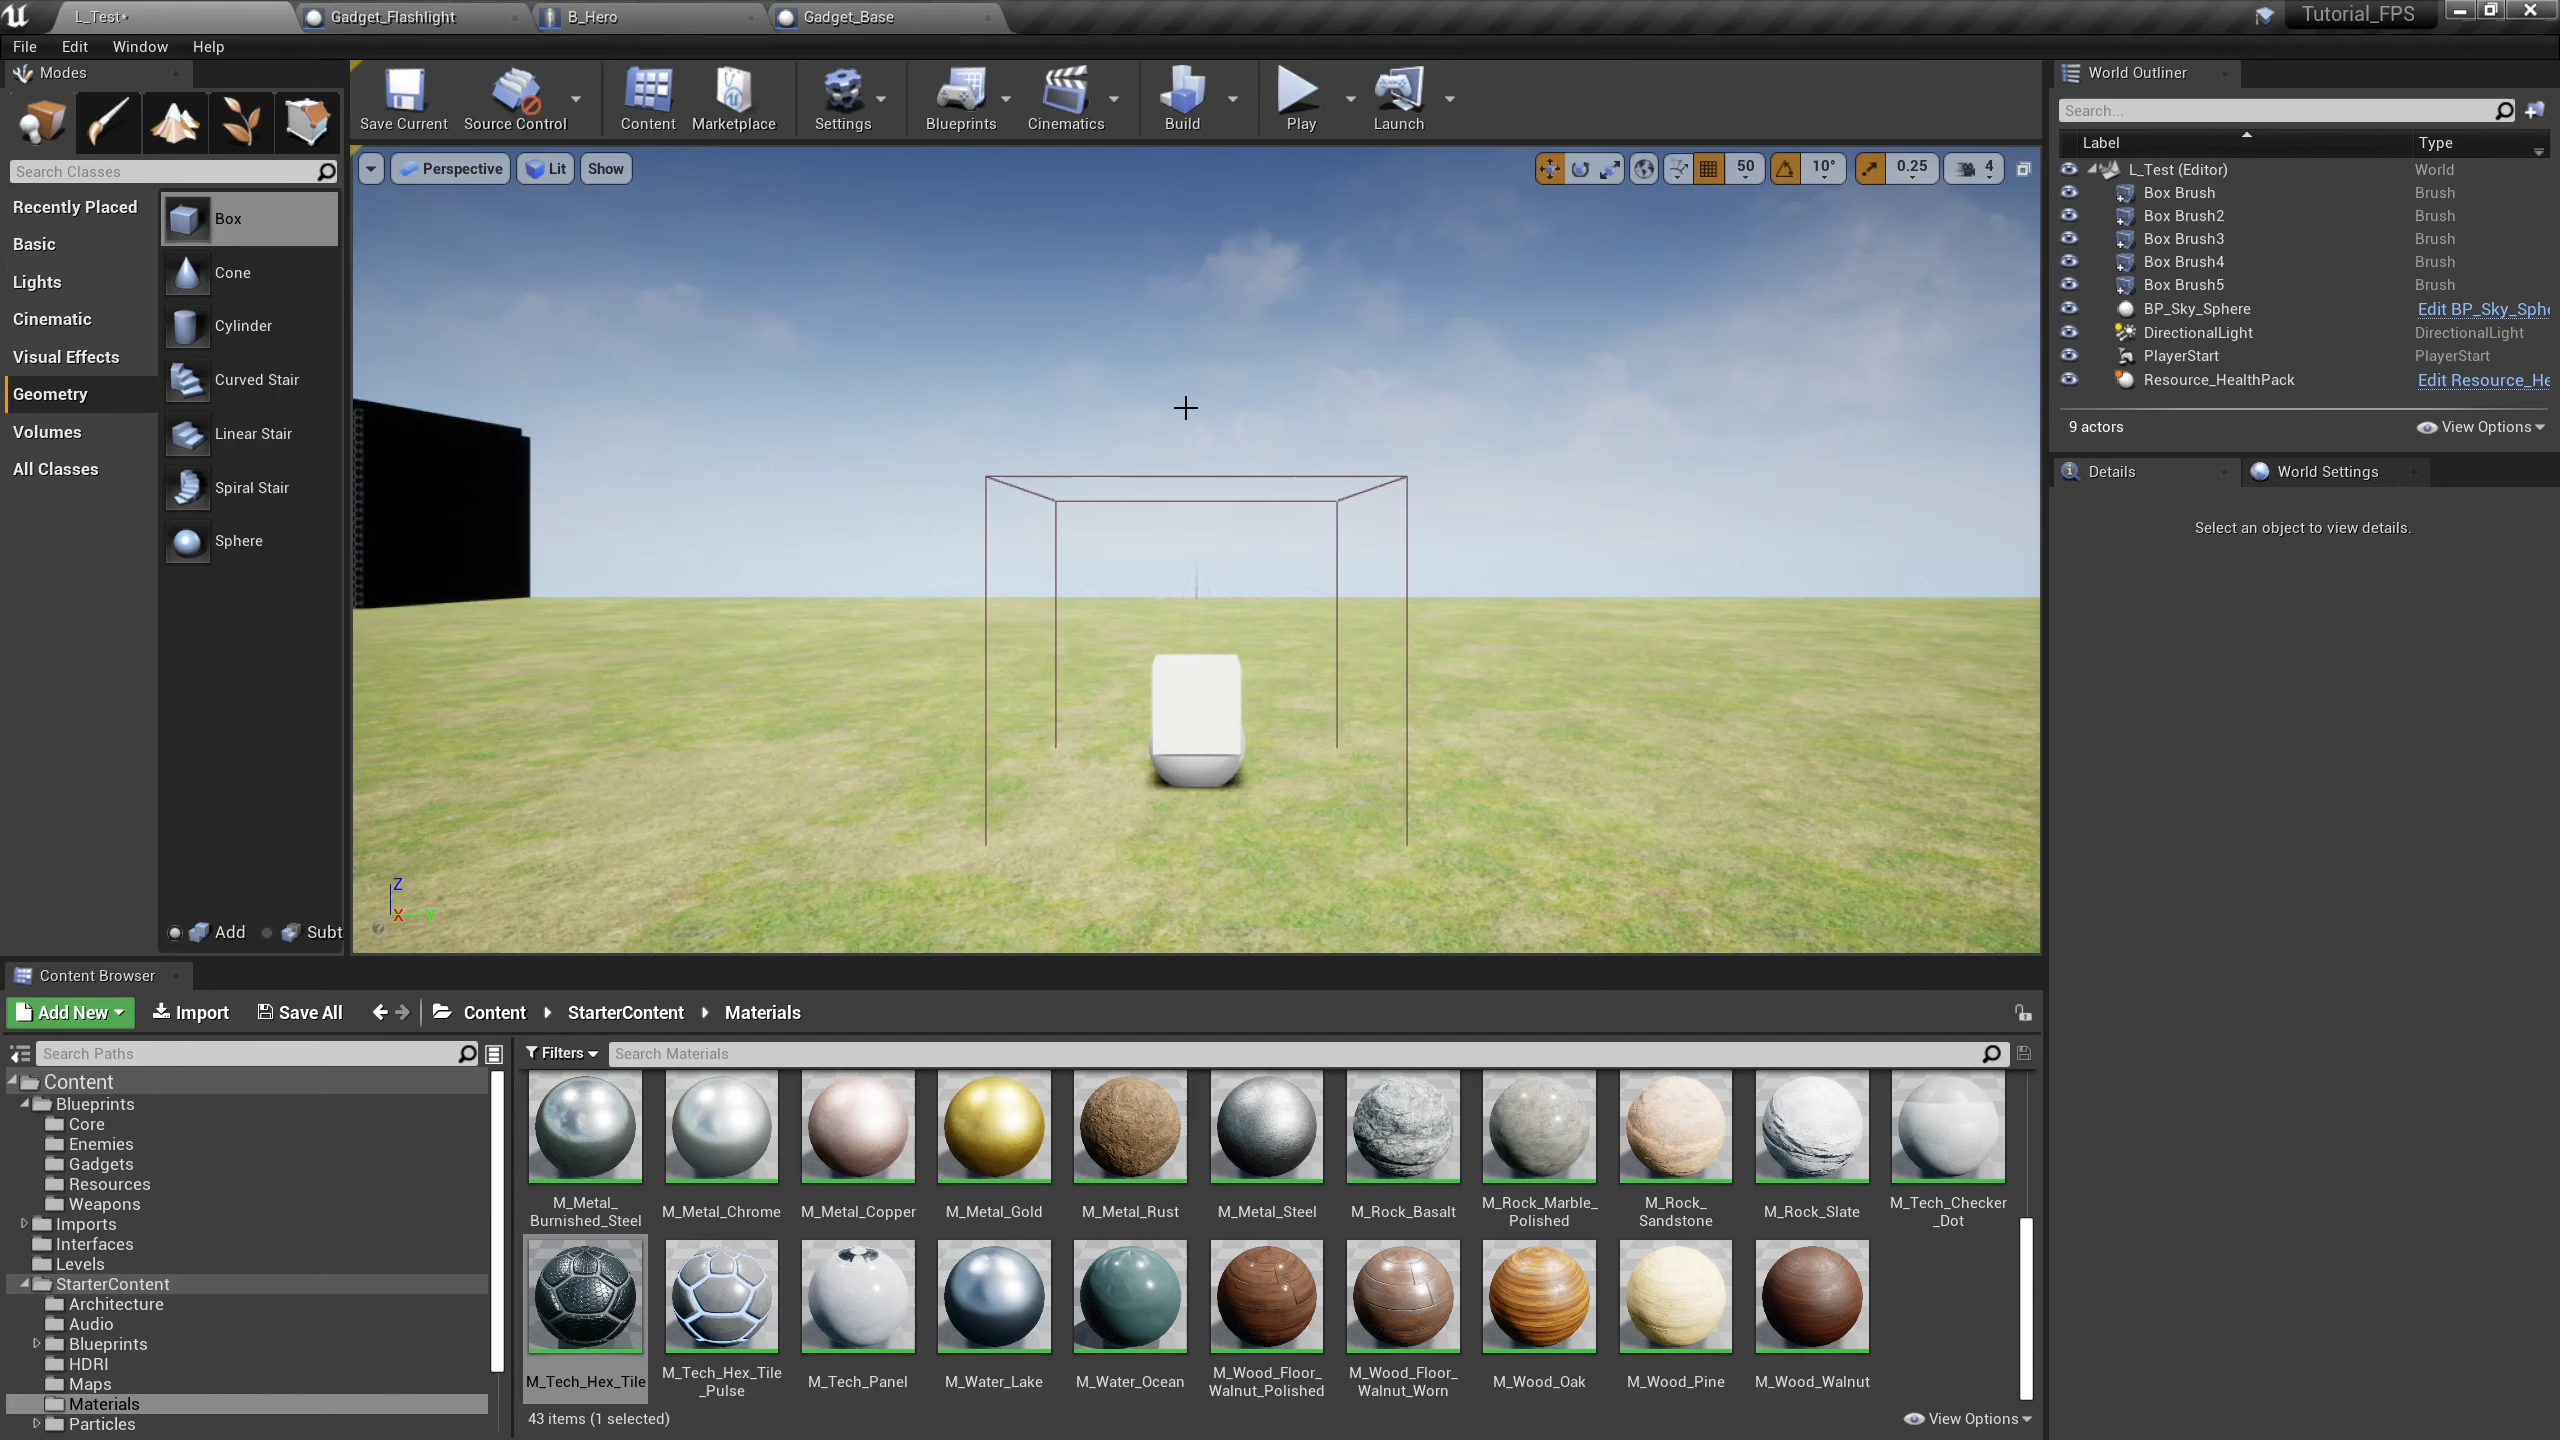 L_Test*
Gadget_Flashlight
B_Hero
Gadget_Base
Tutorial_FPS
File Edit Window Help
Modes
Save Current
Source Control
Content
Marketplace
Settings
Blueprints
Cinematics
Build
Play
Launch
World Outliner
Search...
Search Classes
Recently Placed
Basic
Lights
Cinematic
Visual Effects
Geometry
Volumes
All Classes
Box
Cone
Cylinder
Curved Stair
Linear Stair
Spiral Stair
Sphere
Add Subt
Perspective Lit Show
50 10° 0.25 4
Z
X Y
Label Type
L_Test (Editor) World
Box Brush Brush
Box Brush2 Brush
Box Brush3 Brush
Box Brush4 Brush
Box Brush5 Brush
BP_Sky_Sphere Edit BP_Sky_Sph
DirectionalLight DirectionalLight
PlayerStart PlayerStart
Resource_HealthPack Edit Resource_He
9 actors
View Options
Details
World Settings
Select an object to view details.
Content Browser
Add New Import Save All Content StarterContent Materials
Search Paths
Filters
Search Materials
Content
Blueprints
Core
Enemies
Gadgets
Resources
Weapons
Imports
Interfaces
Levels
StarterContent
Architecture
Audio
Blueprints
HDRI
Maps
Materials
Particles
M_Metal_
Burnished_Steel
M_Metal_Chrome
M_Metal_Copper
M_Metal_Gold
M_Metal_Rust
M_Metal_Steel
M_Rock_Basalt
M_Rock_Marble_
Polished
M_Rock_
Sandstone
M_Rock_Slate
M_Tech_Checker
_Dot
M_Tech_Hex_Tile
M_Tech_Hex_Tile
_Pulse
M_Tech_Panel
M_Water_Lake
M_Water_Ocean
M_Wood_Floor_
Walnut_Polished
M_Wood_Floor_
Walnut_Worn
M_Wood_Oak
M_Wood_Pine
M_Wood_Walnut
43 items (1 selected)
View Options